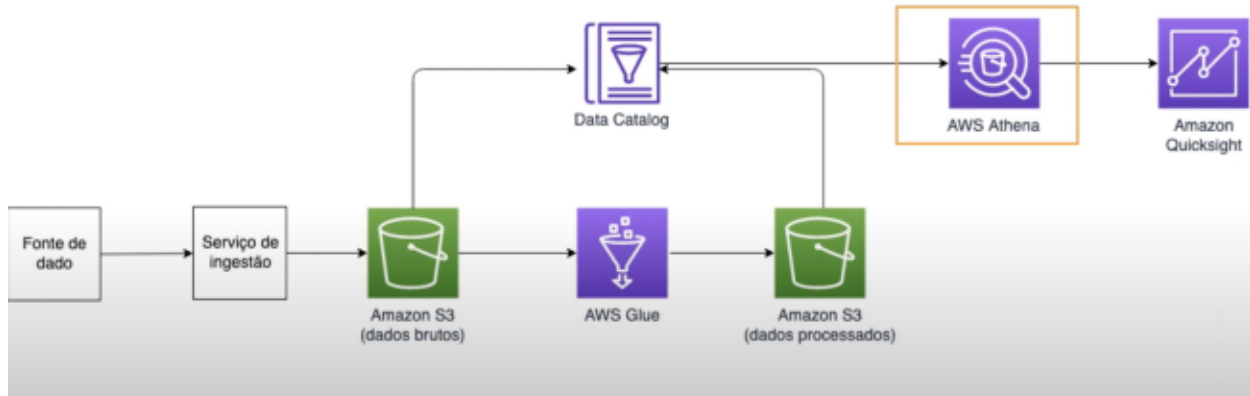 Data Catalog
AWS Athena
Amazon
Quicksight
Fonte de
dado
Serviço de
ingestão
Amazon S3
(dados brutos)
AWS Glue
Amazon S3
(dados processados)